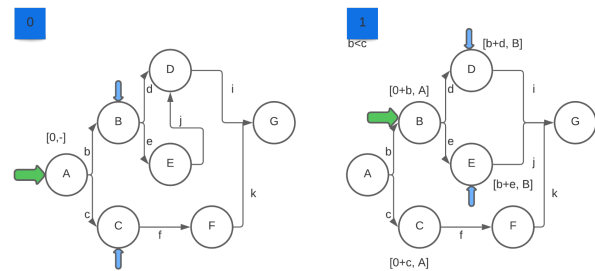 0
D
[b+d, B]
d
i
B
G
j
[0,-]
b
e
E
A
k
c
C
F
f
1
b<c
D
[0+b, A]
d
i
B
G
b
e
E
j
A
[b+e, B]
k
c
C
F
f
[0+c, A]